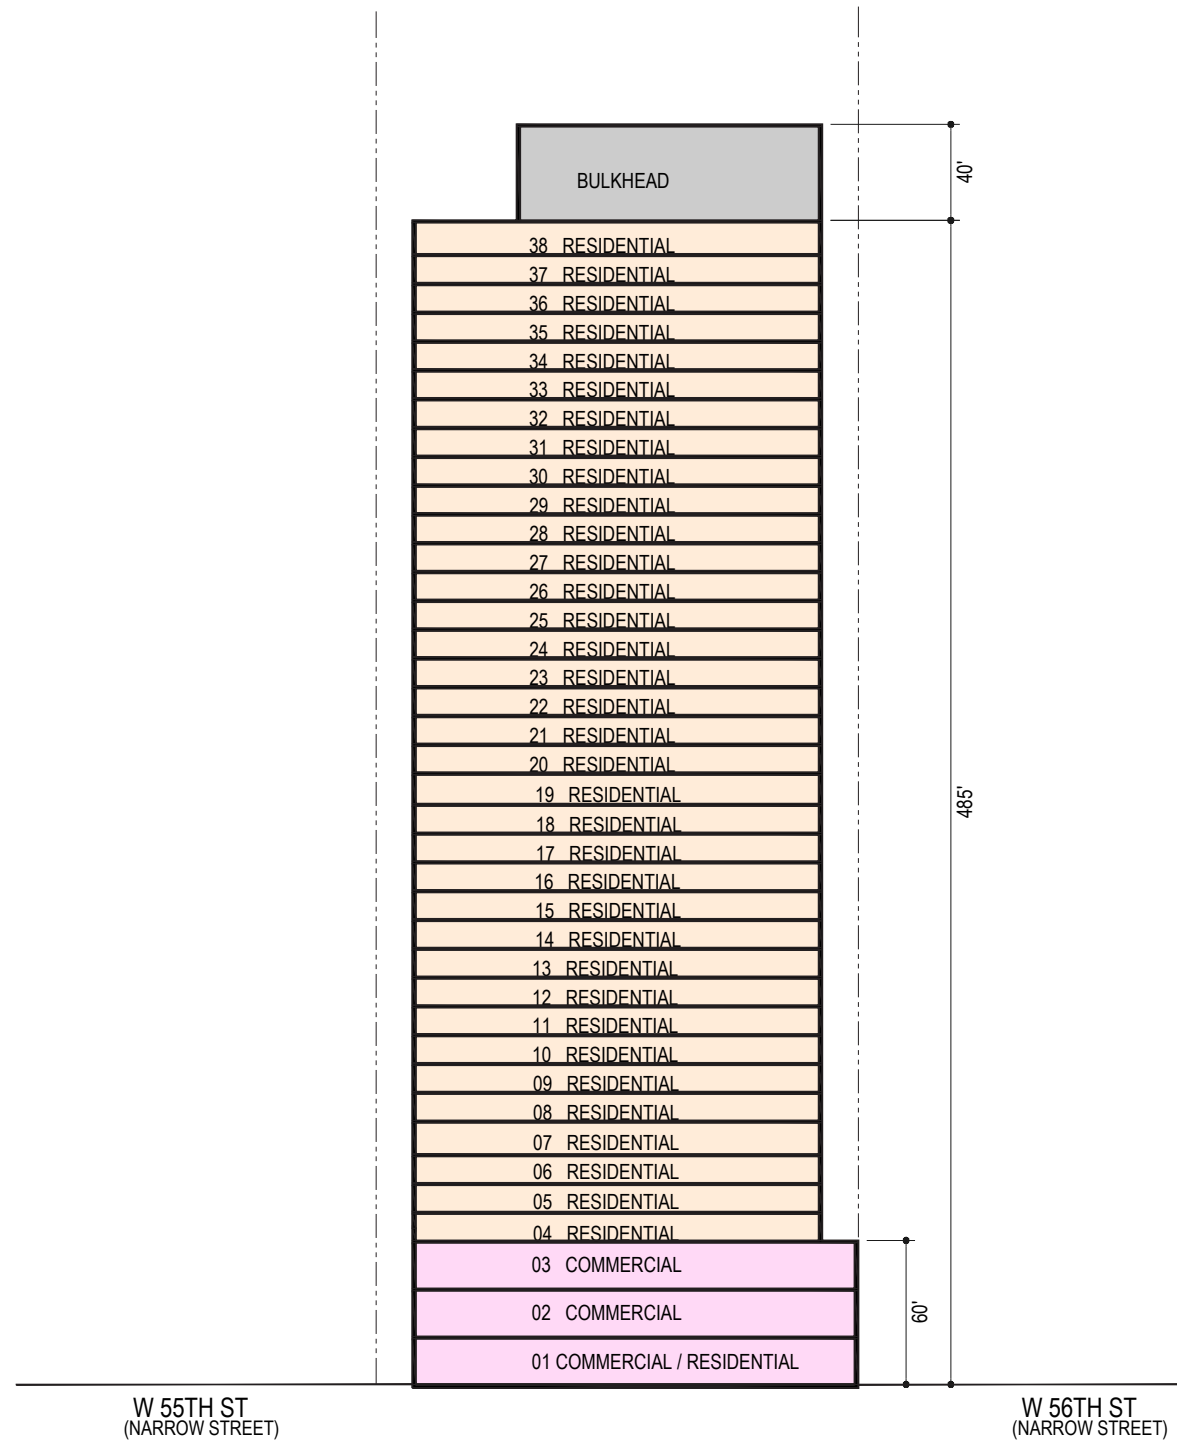 BULKHEAD
40'
38 RESIDENTIAL
37 RESIDENTIAL
36 RESIDENTIAL
35 RESIDENTIAL
34 RESIDENTIAL
33 RESIDENTIAL
32 RESIDENTIAL
31 RESIDENTIAL
30 RESIDENTIAL
29 RESIDENTIAL
28 RESIDENTIAL
27 RESIDENTIAL
26 RESIDENTIAL
25 RESIDENTIAL
24 RESIDENTIAL
23 RESIDENTIAL
22 RESIDENTIAL
21 RESIDENTIAL
20 RESIDENTIAL
19 RESIDENTIAL
485'
18 RESIDENTIAL
17 RESIDENTIAL
16 RESIDENTIAL
15 RESIDENTIAL
14 RESIDENTIAL
13 RESIDENTIAL
12 RESIDENTIAL
11 RESIDENTIAL
10 RESIDENTIAL
09 RESIDENTIAL
08 RESIDENTIAL
07 RESIDENTIAL
06 RESIDENTIAL
05 RESIDENTIAL
04 RESIDENTIAL
03 COMMERCIAL
02 COMMERCIAL
60'
01 COMMERCIAL / RESIDENTIAL
W 55TH ST
(NARROW STREET)
W 56TH ST
(NARROW STREET)